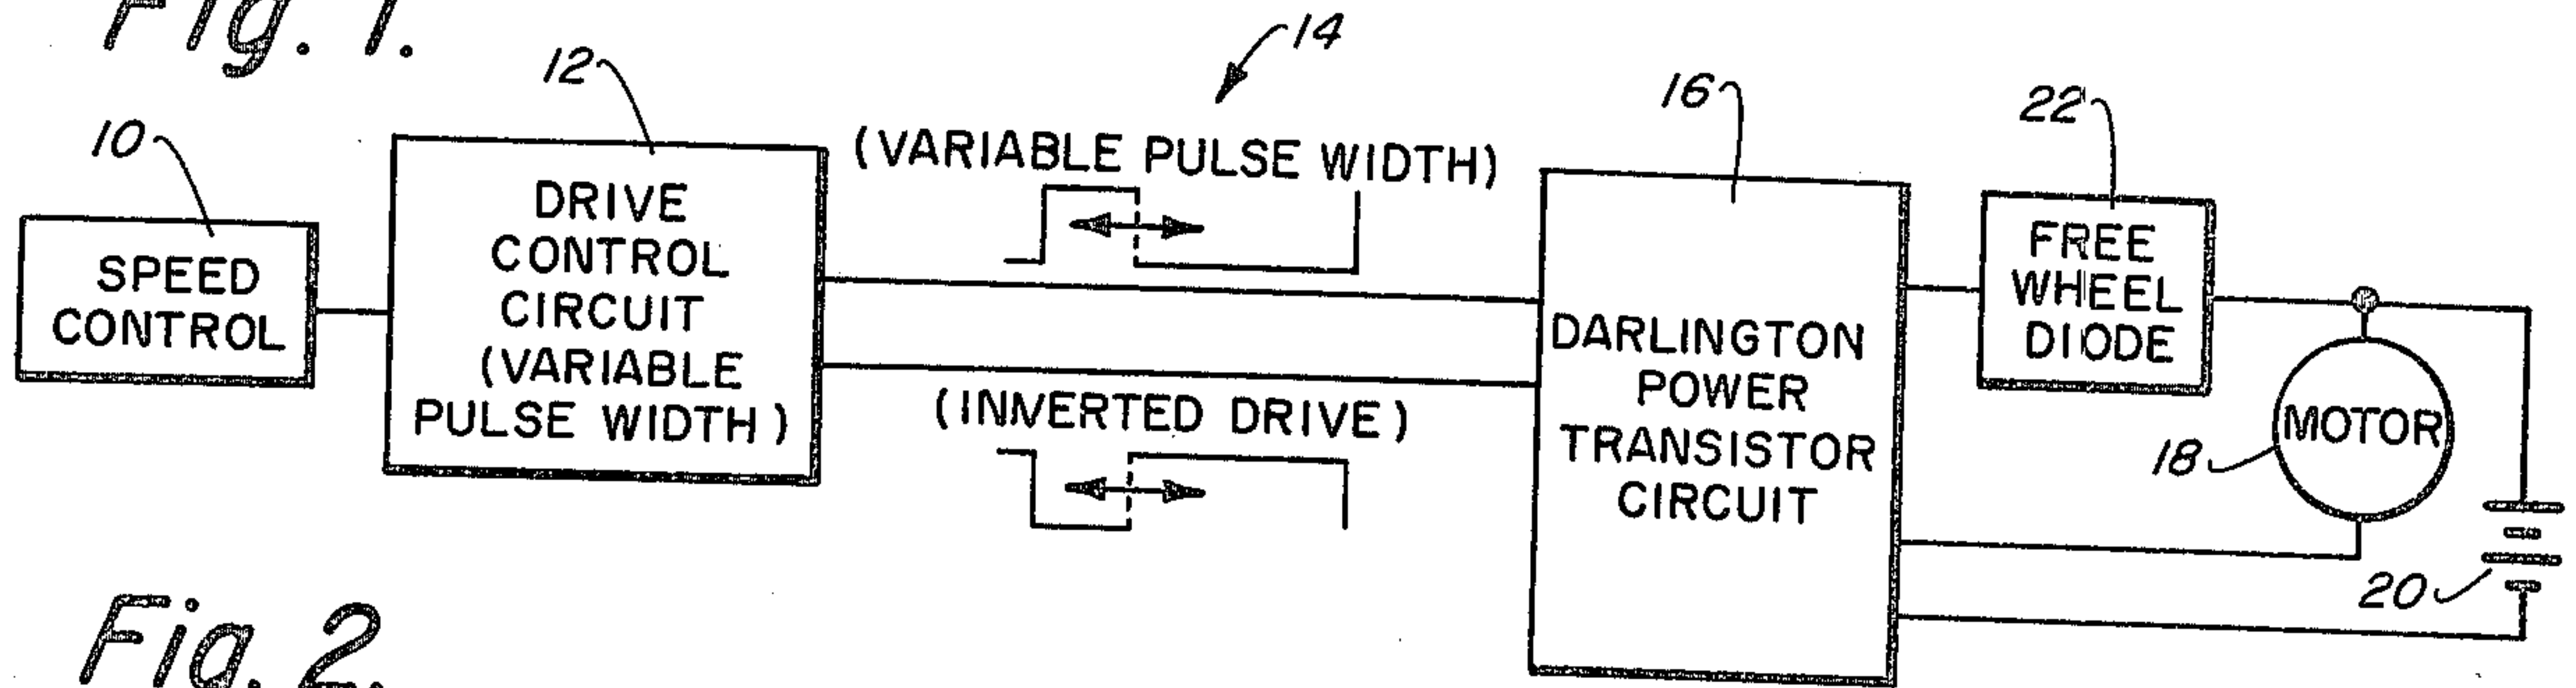 Fig. 1.
10
SPEED
CONTROL
12
DRIVE
CONTROL
CIRCUIT
(VARIABLE
PULSE WIDTH)
14
(VARIABLE PULSE WIDTH)
(INVERTED DRIVE)
16
DARLINGTON
POWER
TRANSISTOR
CIRCUIT
22
FREE
WHEEL
DIODE
MOTOR
18
20
Fig. 2.